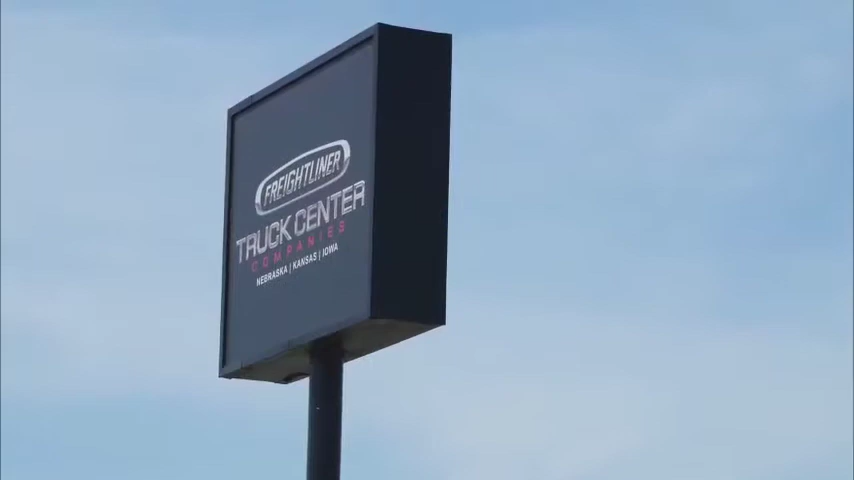 FREIGHTLINER
TRUCK CENTER
COMPANIES
NEBRASKA | KANSAS | IOWA